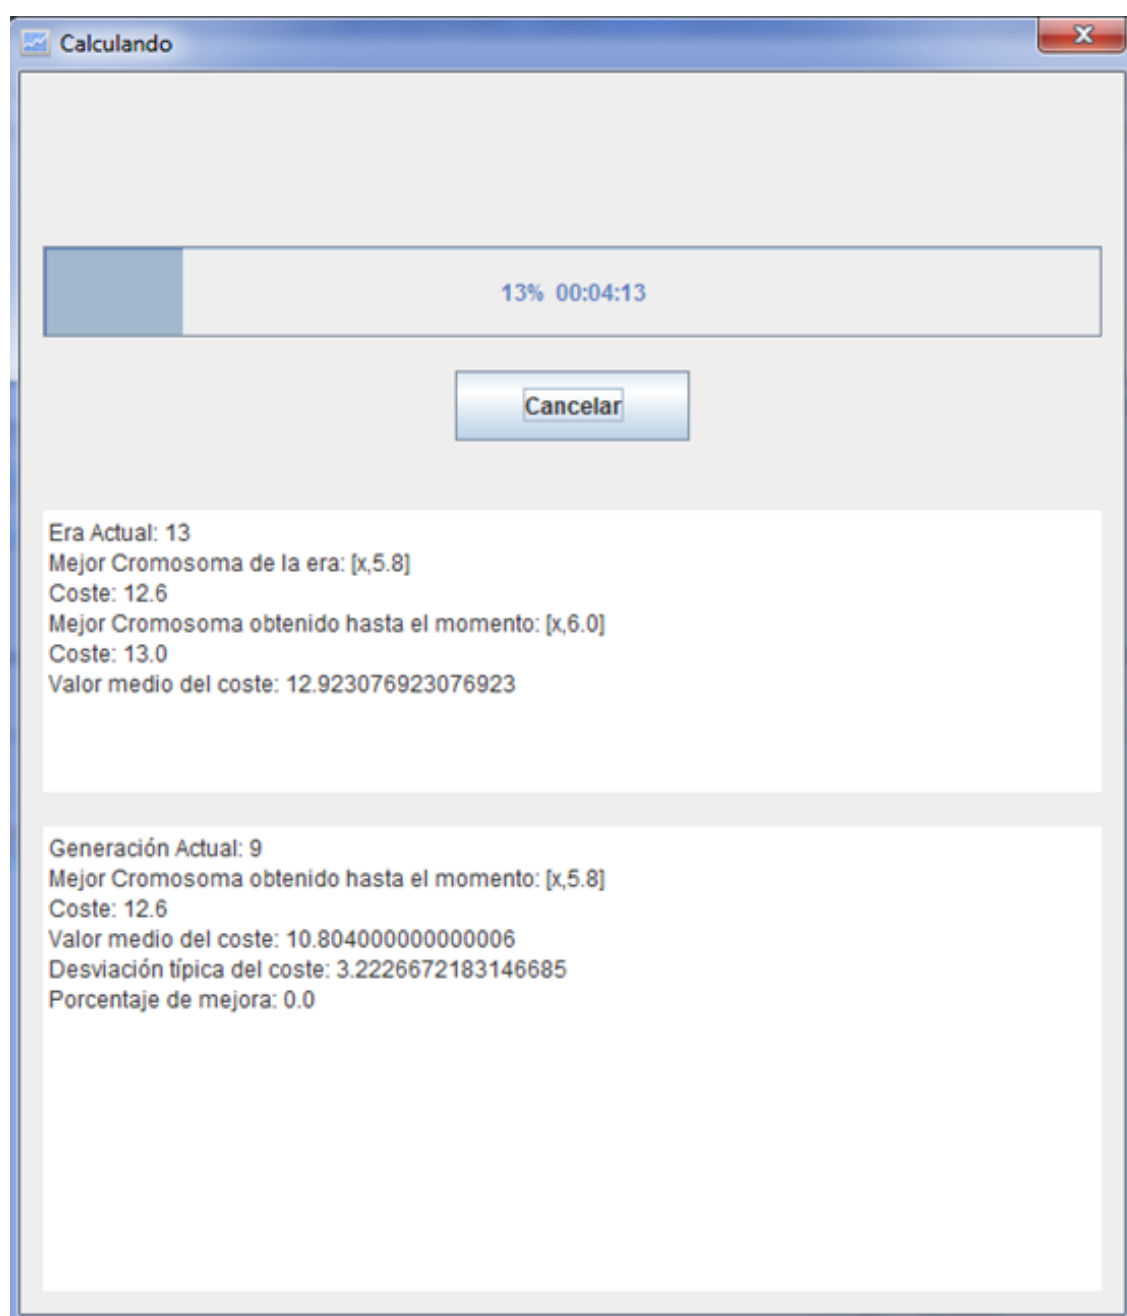 Calculando
13% 00:04:13
Cancelar
Era Actual: 13
Mejor Cromosoma de la era: [x,5.8]
Coste: 12.6
Mejor Cromosoma obtenido hasta el momento: [x,6.0]
Coste: 13.0
Valor medio del coste: 12.923076923076923
Generación Actual: 9
Mejor Cromosoma obtenido hasta el momento: [x,5.8]
Coste: 12.6
Valor medio del coste: 10.804000000000006
Desviación típica del coste: 3.2226672183146685
Porcentaje de mejora: 0.0